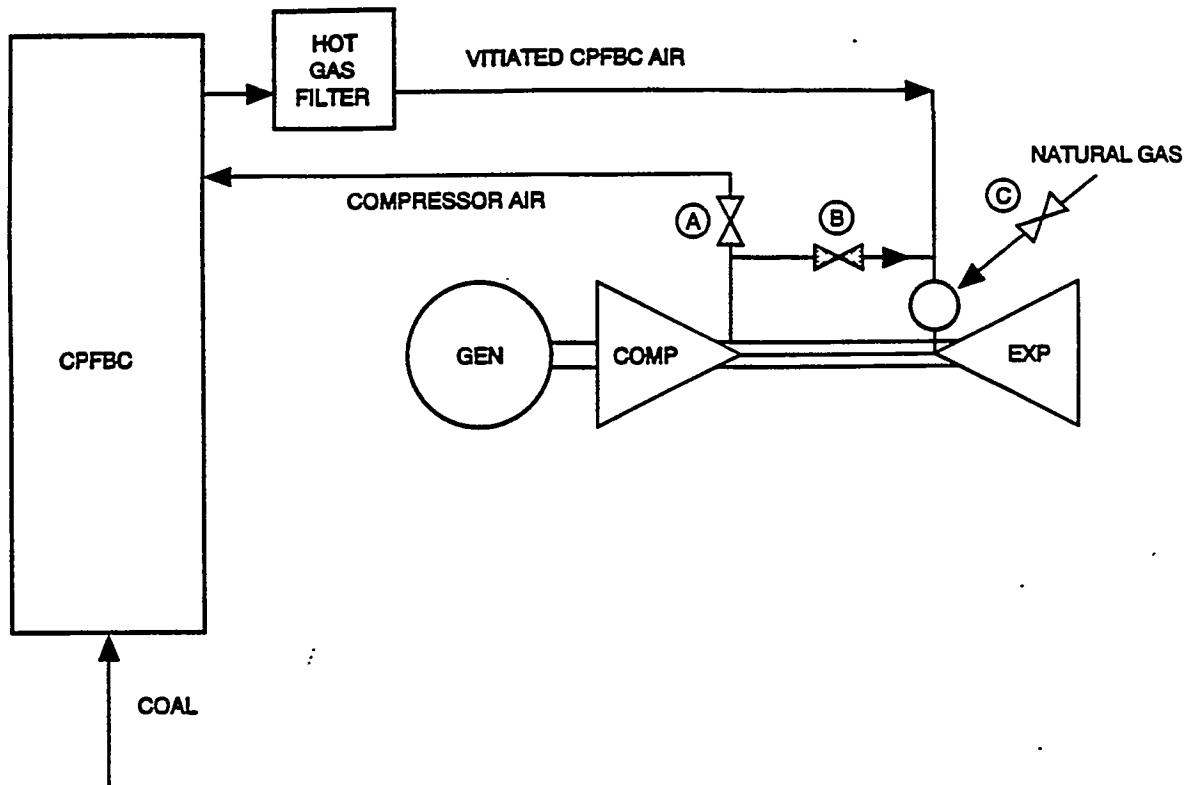 HOT
GAS
FILTER
VITIATED CPFBC AIR
NATURAL GAS
COMPRESSOR AIR
A
B
C
CPFBC
GEN
COMP
EXP
COAL